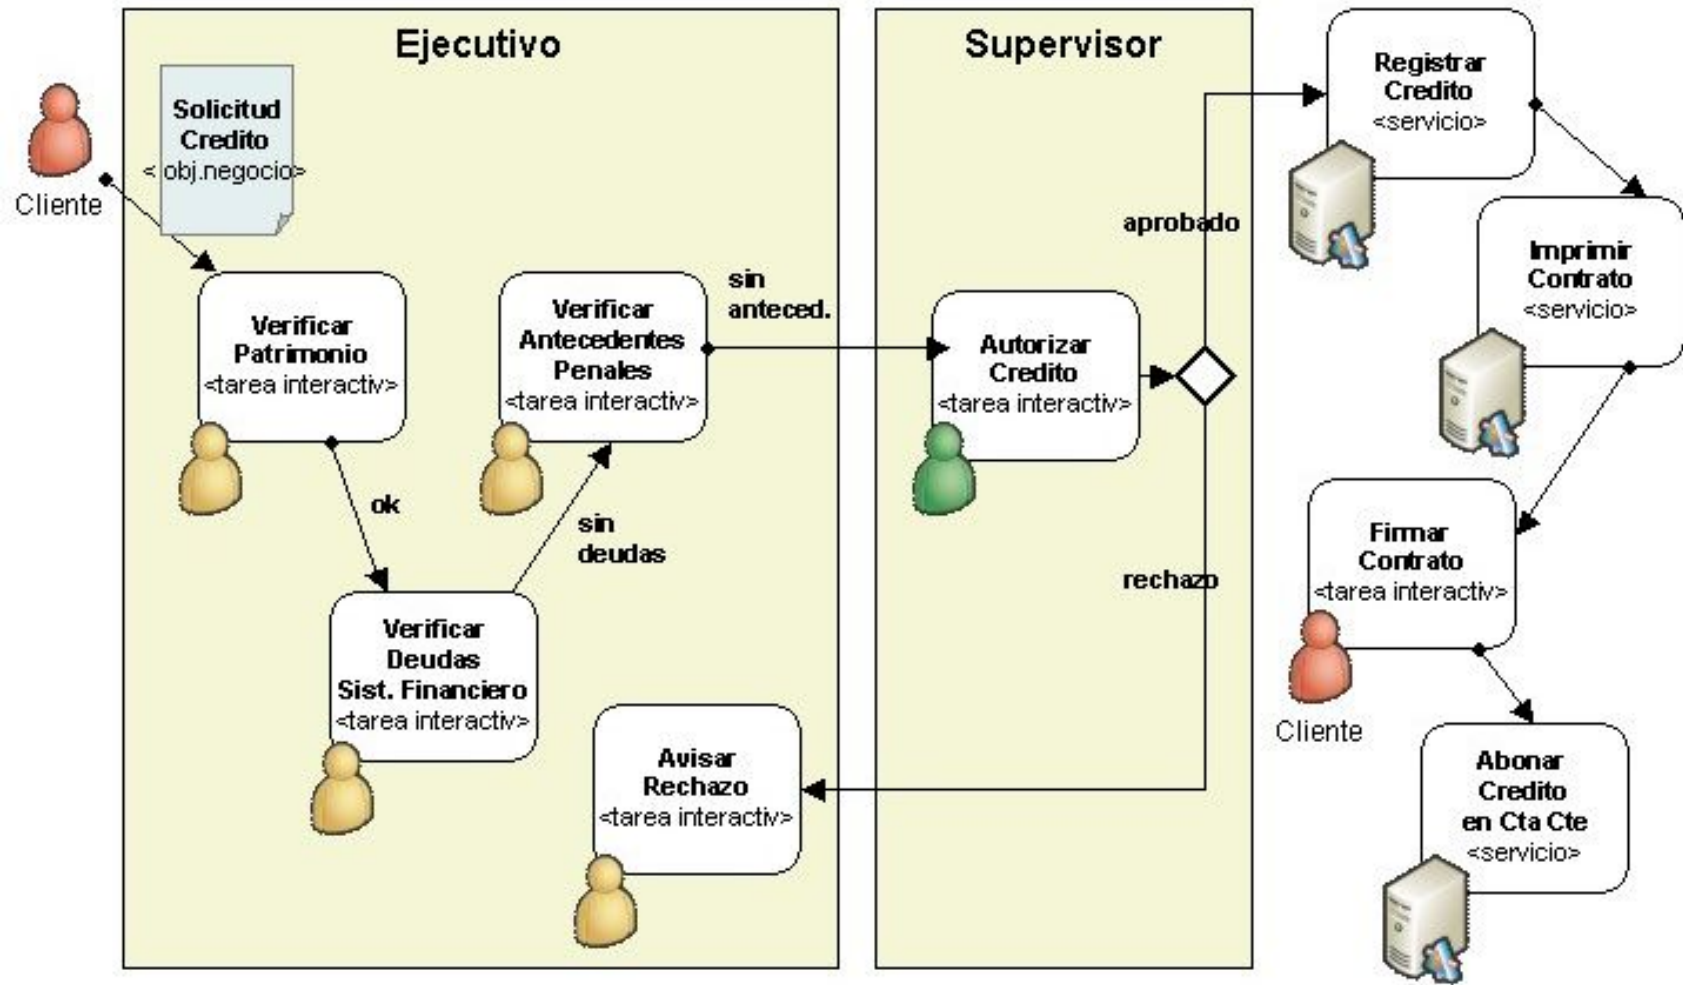 Ejecutivo
Supervisor
Solicitud
Credito
< obj.negocio>
Cliente
Verificar
Patrimonio
<tarea interactiv>
ok
Verificar
Deudas
Sist. Financiero
<tarea interactiv>
sin
deudas
Verificar
Antecedentes
Penales
<tarea interactiv>
sin
anteced.
Autorizar
Credito
<tarea interactiv>
aprobado
rechazo
Avisar
Rechazo
<tarea interactiv>
Registrar
Credito
<servicio>
Imprimir
Contrato
<servicio>
Firmar
Contrato
<tarea interactiv>
Cliente
Abonar
Credito
en Cta Cte
<servicio>